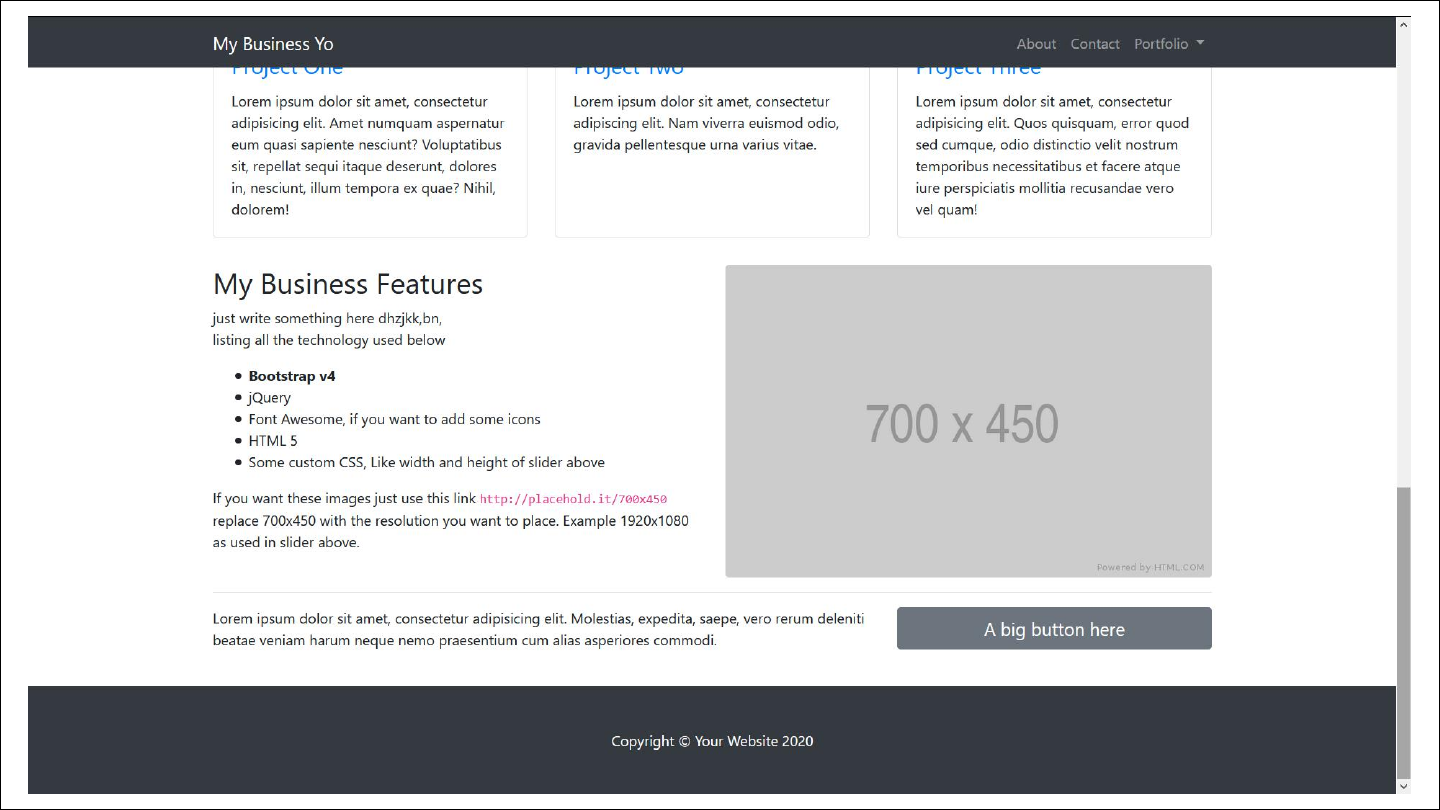 My Business Yo
About Contact Portfolio
Project One
Lorem ipsum dolor sit amet, consectetur
adipisicing elit. Amet numquam aspernatur
eum quasi sapiente nesciunt? Voluptatibus
sit, repellat sequi itaque deserunt, dolores
in, nesciunt, illum tempora ex quae? Nihil,
dolorem!
Project Two
Lorem ipsum dolor sit amet, consectetur
adipiscing elit. Nam viverra euismod odio,
gravida pellentesque urna varius vitae.
Project Three
Lorem ipsum dolor sit amet, consectetur
adipisicing elit. Quos quisquam, error quod
sed cumque, odio distinctio velit nostrum
temporibus necessitatibus et facere atque
iure perspiciatis mollitia recusandae vero
vel quam!
My Business Features
just write something here dhzjkk,bn,
listing all the technology used below
Bootstrap v4
jQuery
Font Awesome, if you want to add some icons
HTML 5
Some custom CSS, Like width and height of slider above
If you want these images just use this link http://placehold.it/700x450
replace 700x450 with the resolution you want to place. Example 1920x1080
as used in slider above.
700 x 450
Powered by HTML.COM
Lorem ipsum dolor sit amet, consectetur adipisicing elit. Molestias, expedita, saepe, vero rerum deleniti
beatae veniam harum neque nemo praesentium cum alias asperiores commodi.
A big button here
Copyright © Your Website 2020